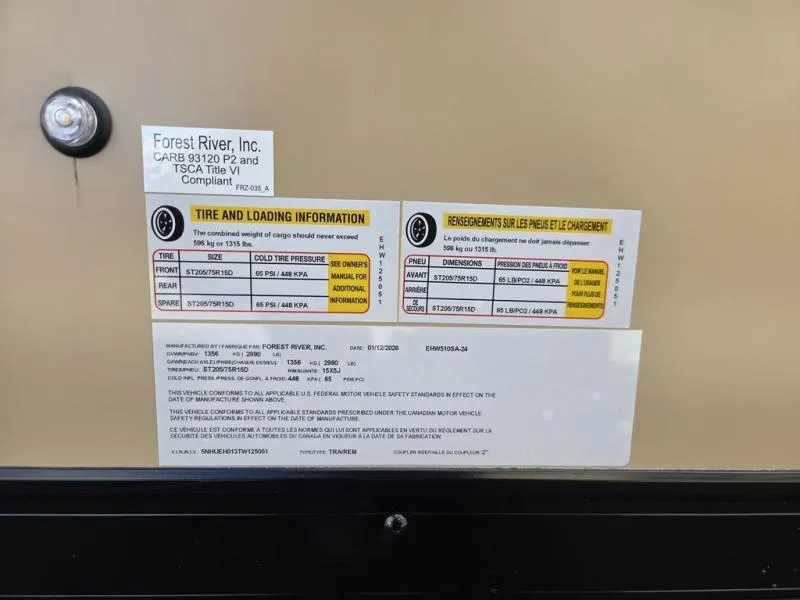 Forest River, Inc.
CARB 93120 P2 and
TSCA Title VI
Compliant
FRZ-035_A
TIRE AND LOADING INFORMATION
The combined weight of cargo should never exceed
596 kg or 1315 lbs.
TIRE SIZE COLD TIRE PRESSURE
FRONT ST205/75R15D 65 PSI / 448 KPA
REAR
SPARE ST205/75R15D 65 PSI / 448 KPA
SEE OWNER'S
MANUAL FOR
ADDITIONAL
INFORMATION
EHW125051
RENSEIGNEMENTS SUR LES PNEUS ET LE CHARGEMENT
Le poids du chargement ne doit jamais dépasser
596 kg ou 1315 lb.
PNEU DIMENSIONS PRESSION DES PNEUS À FROID
AVANT ST205/75R15D 65 LB/PO2 / 448 KPA
ARRIÈRE
DE SECOURS ST205/75R15D 65 LB/PO2 / 448 KPA
VOIR LE MANUEL
DE L'USAGER
POUR PLUS DE
RENSEIGNEMENTS
EHW125051
MANUFACTURED BY / FABRIQUE PAR: FOREST RIVER, INC. DATE: 01/12/2026 EHW510SA-24
GVWR/PNBV: 1356 KG ( 2990 LB)
GAWR(EACH AXLE) /PNBE(CHAQUE ESSIEU): 1356 KG ( 2990 LB)
TIRES/PNEU: ST205/75R15D RIMS/JANTE: 15X5J
COLD INFL. PRESS./PRESS. DE GONFL. À FROID: 448 KPA ( 65 PSI/LPC)
THIS VEHICLE CONFORMS TO ALL APPLICABLE U.S. FEDERAL MOTOR VEHICLE SAFETY STANDARDS IN EFFECT ON THE
DATE OF MANUFACTURE SHOWN ABOVE.
THIS VEHICLE CONFORMS TO ALL APPLICABLE STANDARDS PRESCRIBED UNDER THE CANADIAN MOTOR VEHICLE
SAFETY REGULATIONS IN EFFECT ON THE DATE OF MANUFACTURE.
CE VÉHICULE EST CONFORME À TOUTES LES NORMES QUI LUI SONT APPLICABLES EN VERTU DU RÈGLEMENT SUR LA
SÉCURITÉ DES VÉHICULES AUTOMOBILES DU CANADA EN VIGUEUR À LA DATE DE SA FABRICATION.
V.I.N./N.I.V. 5NHUEH013TW125051 TYPE/TYPE: TRA/REM COUPLER SIZE/TAILLE DU COUPLEUR: 2"